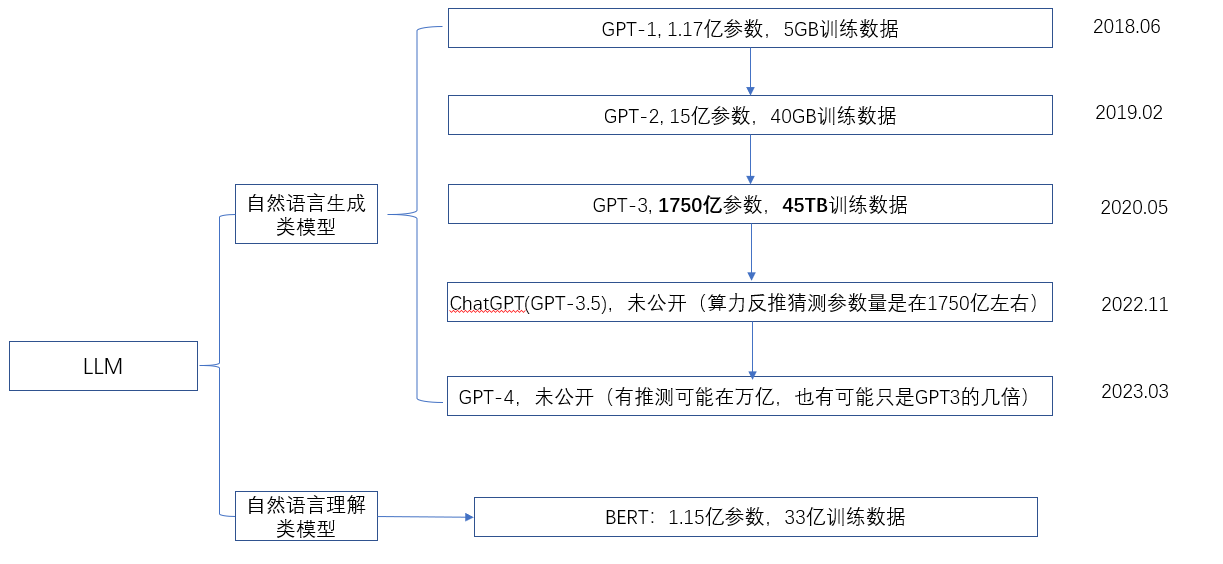 GPT-1, 1.17亿参数，5GB训练数据
2018.06
GPT-2, 15亿参数，40GB训练数据
2019.02
自然语言生成
类模型
GPT-3, 1750亿参数，45TB训练数据
2020.05
ChatGPT(GPT-3.5)，未公开（算力反推猜测参数量是在1750亿左右）
2022.11
LLM
GPT-4，未公开（有推测可能在万亿，也有可能只是GPT3的几倍）
2023.03
自然语言理解
类模型
BERT：1.15亿参数，33亿训练数据